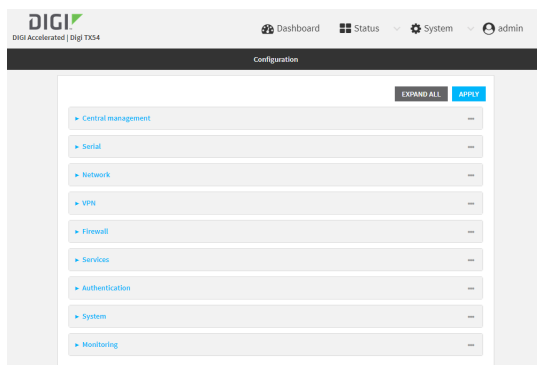 DIGI
Dashboard Status System admin
DIGI Accelerated | Digi TX54
Configuration
EXPAND ALL APPLY
Central management
Serial
Network
VPN
Firewall
Services
Authentication
System
Monitoring